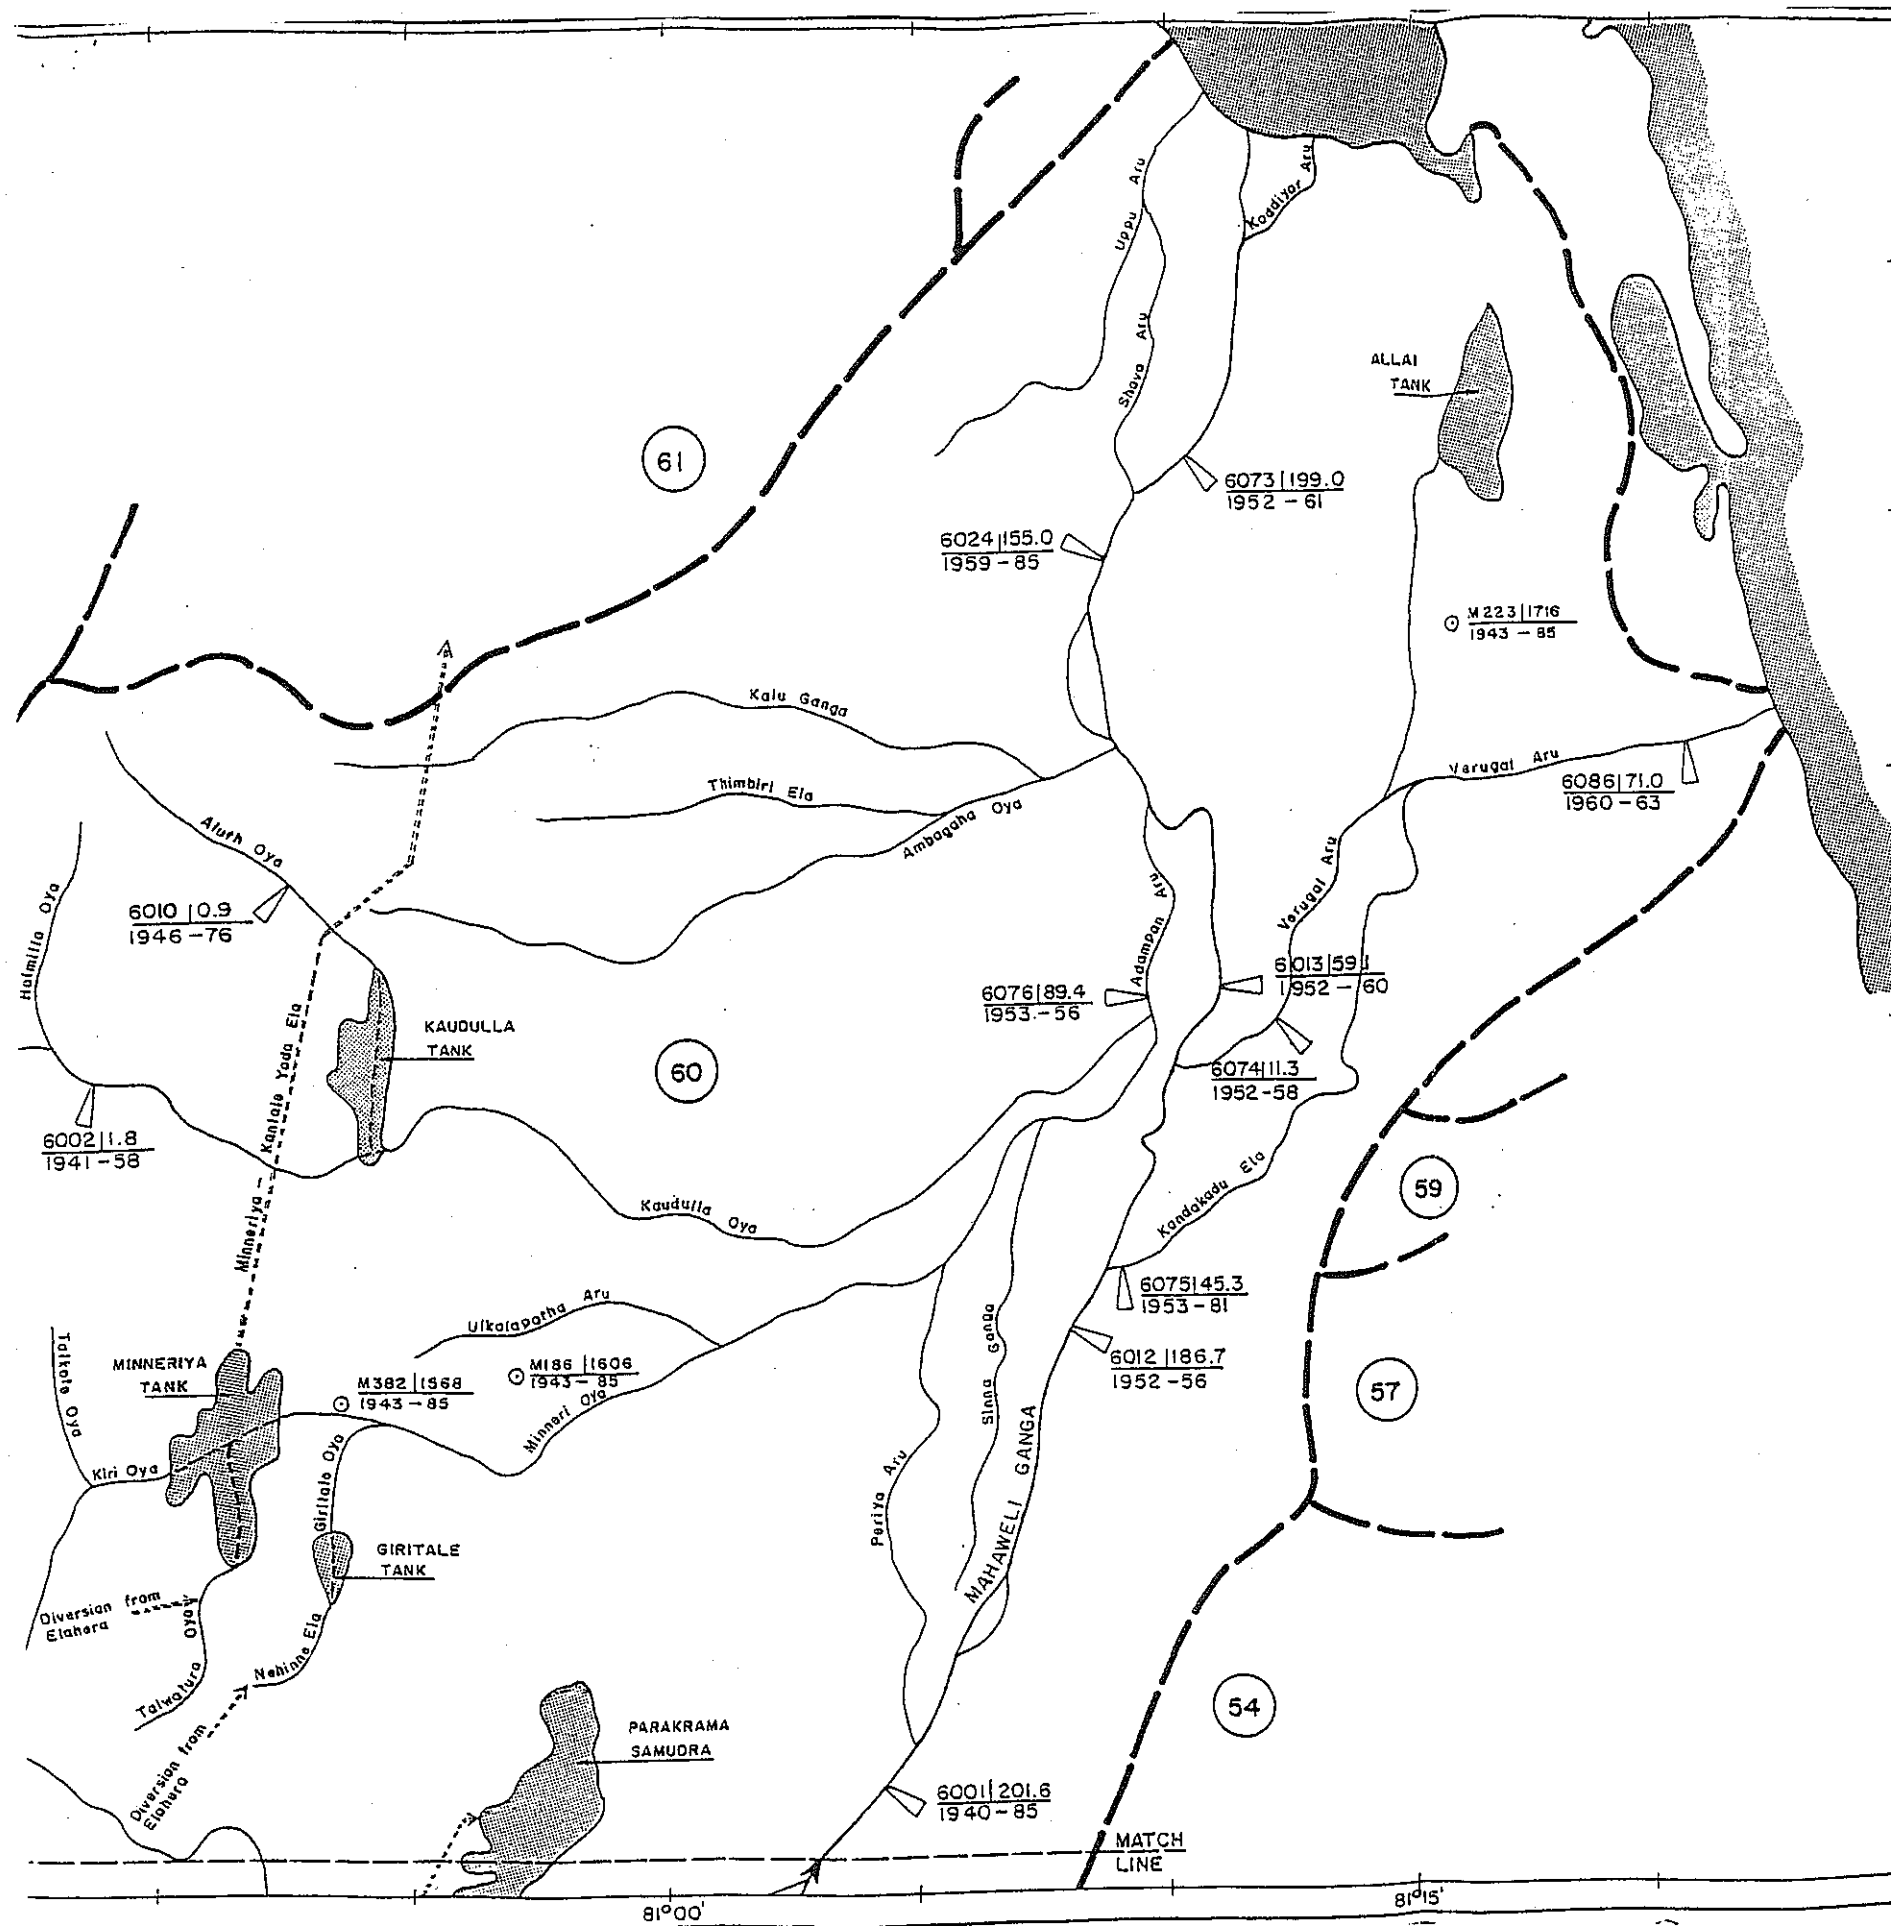 Uppu Aru
Koddiyar Aru
Shava Aru
ALLAI
TANK
61
6073|199.0
1952-61
6024|155.0
1959-85
M223|1716
1943-85
Kalu Ganga
Thimbiri Ela
Ambagaha Oya
Verugal Aru
6086|71.0
1960-63
Aluth Oya
Halmilla Oya
6010|0.9
1946-76
Adampan Aru
Verugal Aru
6013|59.1
1952-60
6076|89.4
1953-56
KAUDULLA
TANK
60
6074|11.3
1952-58
Minneriya - Kantale Yoda Ela
6002|1.8
1941-58
Kaudulla Oya
Kandakadu Ela
59
6075|45.3
1953-81
Ulkalapotha Aru
Sinna Ganga
6012|186.7
1952-56
57
Talkote Oya
MINNERIYA
TANK
M382|1568
1943-85
M186|1606
1943-85
Minneri Oya
Kiri Oya
Giritale Oya
Periya Aru
MAHAWELI GANGA
GIRITALE
TANK
Diversion from
Elahera
Talwatura Oya
Nehinne Ela
54
Diversion from
Elahera
PARAKRAMA
SAMUDRA
6001|201.6
1940-85
MATCH
LINE
81°00'
81°15'